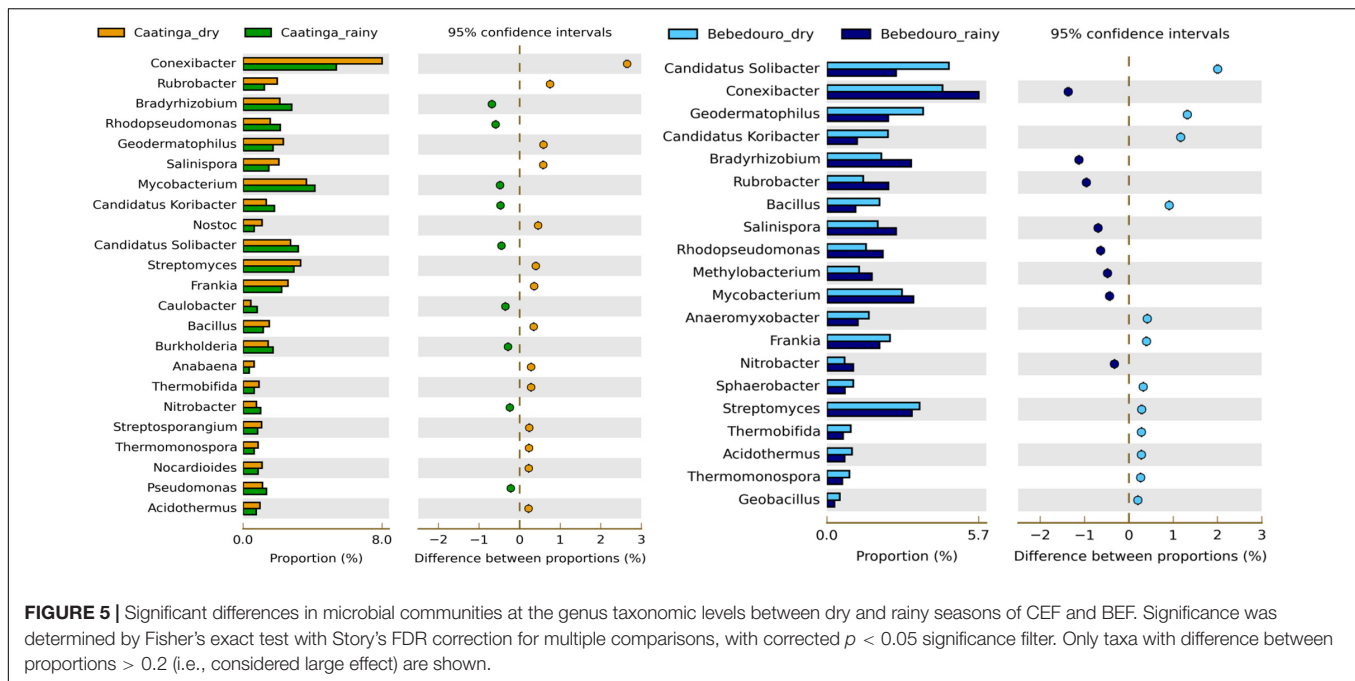 Caatinga_dry Caatinga_rainy 95% confidence intervals
Conexibacter
Rubrobacter
Bradyrhizobium
Rhodopseudomonas
Geodermatophilus
Salinispora
Mycobacterium
Candidatus Koribacter
Nostoc
Candidatus Solibacter
Streptomyces
Frankia
Caulobacter
Bacillus
Burkholderia
Anabaena
Thermobifida
Nitrobacter
Streptosporangium
Thermomonospora
Nocardioides
Pseudomonas
Acidothermus
0.0 8.0 −2 −1 0 1 2 3
Proportion (%) Difference between proportions (%)
Bebedouro_dry Bebedouro_rainy 95% confidence intervals
Candidatus Solibacter
Conexibacter
Geodermatophilus
Candidatus Koribacter
Bradyrhizobium
Rubrobacter
Bacillus
Salinispora
Rhodopseudomonas
Methylobacterium
Mycobacterium
Anaeromyxobacter
Frankia
Nitrobacter
Sphaerobacter
Streptomyces
Thermobifida
Acidothermus
Thermomonospora
Geobacillus
0.0 5.7 −2 −1 0 1 2 3
Proportion (%) Difference between proportions (%)
FIGURE 5 | Significant differences in microbial communities at the genus taxonomic levels between dry and rainy seasons of CEF and BEF. Significance was
determined by Fisher's exact test with Story's FDR correction for multiple comparisons, with corrected p < 0.05 significance filter. Only taxa with difference between
proportions > 0.2 (i.e., considered large effect) are shown.